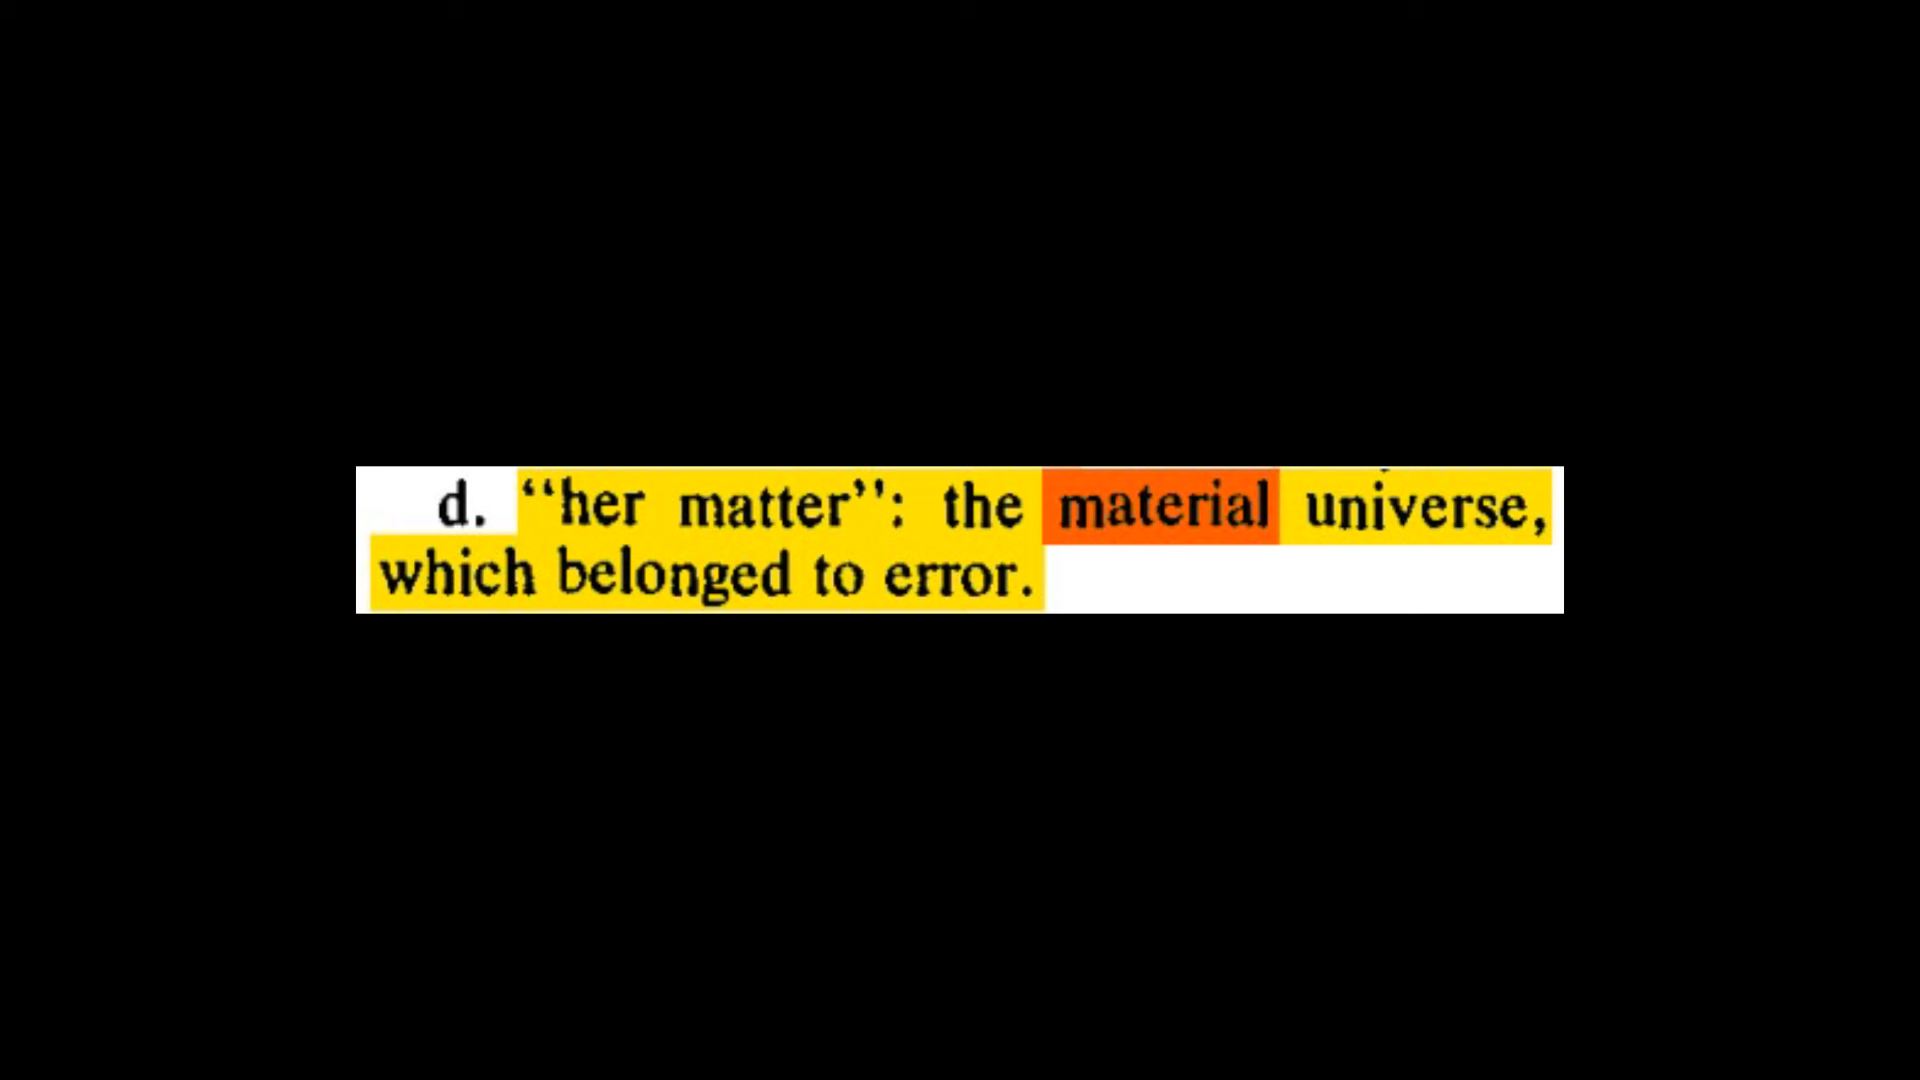 d. “her matter”: the material universe,
which belonged to error.